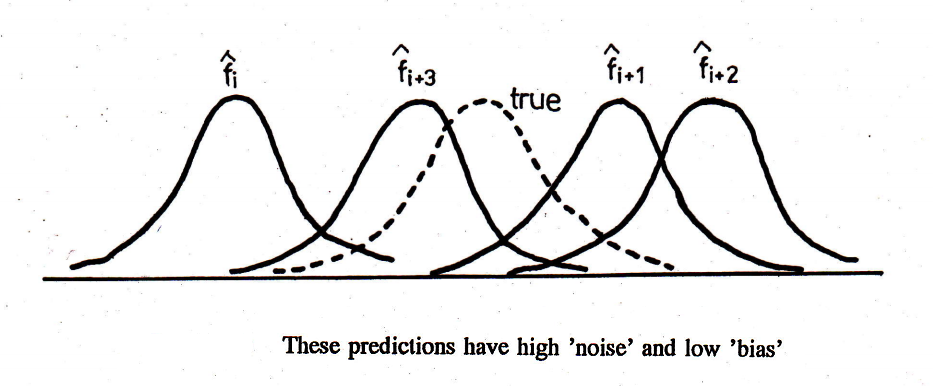 f̂i f̂i+3 true f̂i+1 f̂i+2
These predictions have high 'noise' and low 'bias'